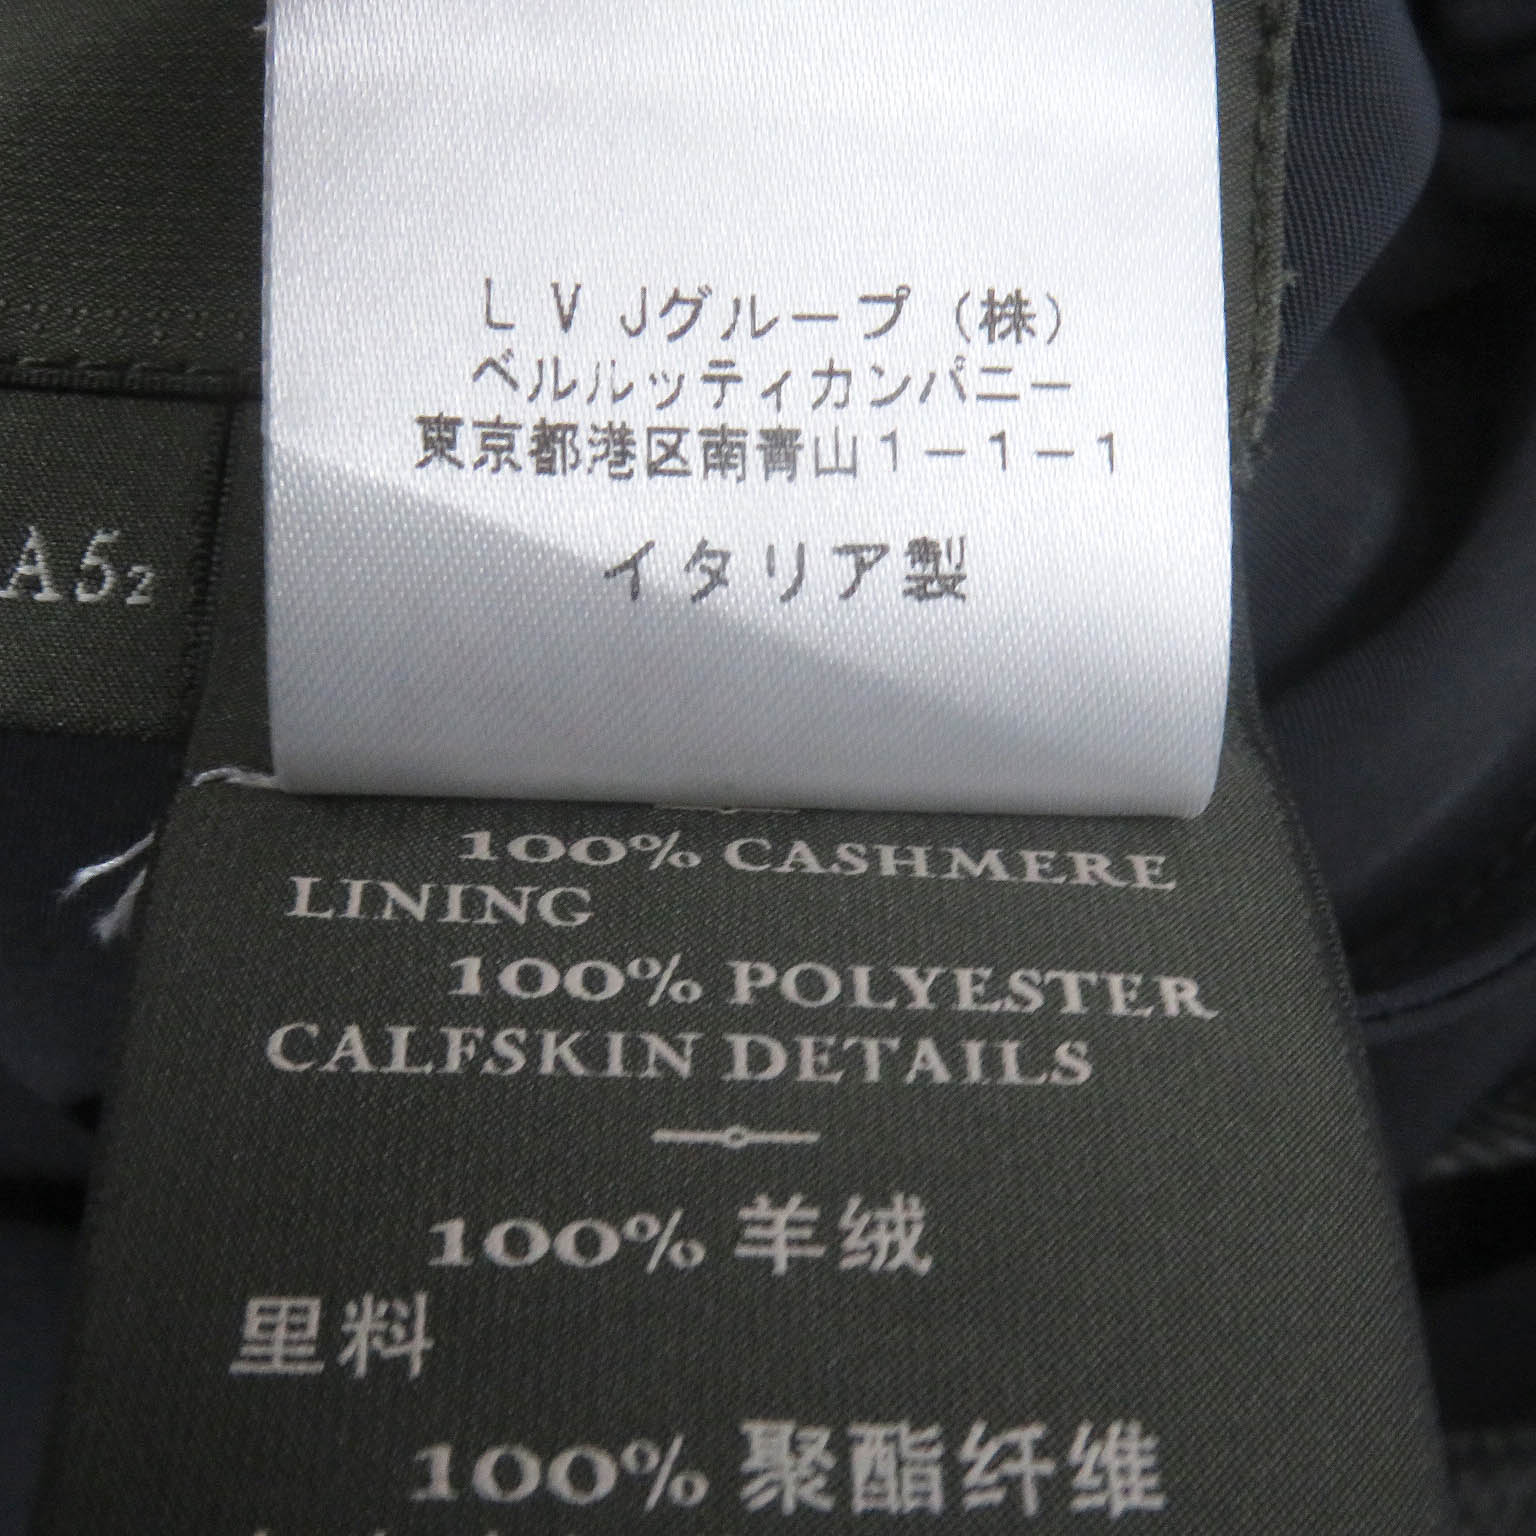 LVJグループ（株）
ベルルッティカンパニー
東京都港区南青山1－1－1
イタリア製
A52
100% CASHMERE
LINING
100% POLYESTER
CALFSKIN DETAILS
100% 羊绒
里料
100% 聚酯纤维